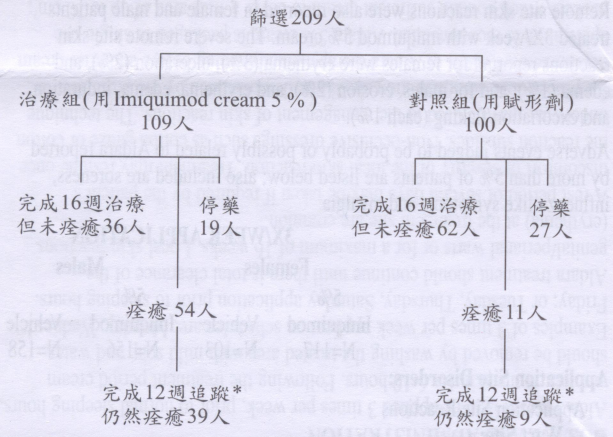 篩選209人
治療組(用Imiquimod cream 5%)
109人
對照組(用賦形劑)
100人
完成16週治療
但未痊癒36人
停藥
19人
完成16週治療
但未痊癒62人
停藥
27人
痊癒54人
痊癒11人
完成12週追蹤*
仍然痊癒39人
完成12週追蹤*
仍然痊癒9人